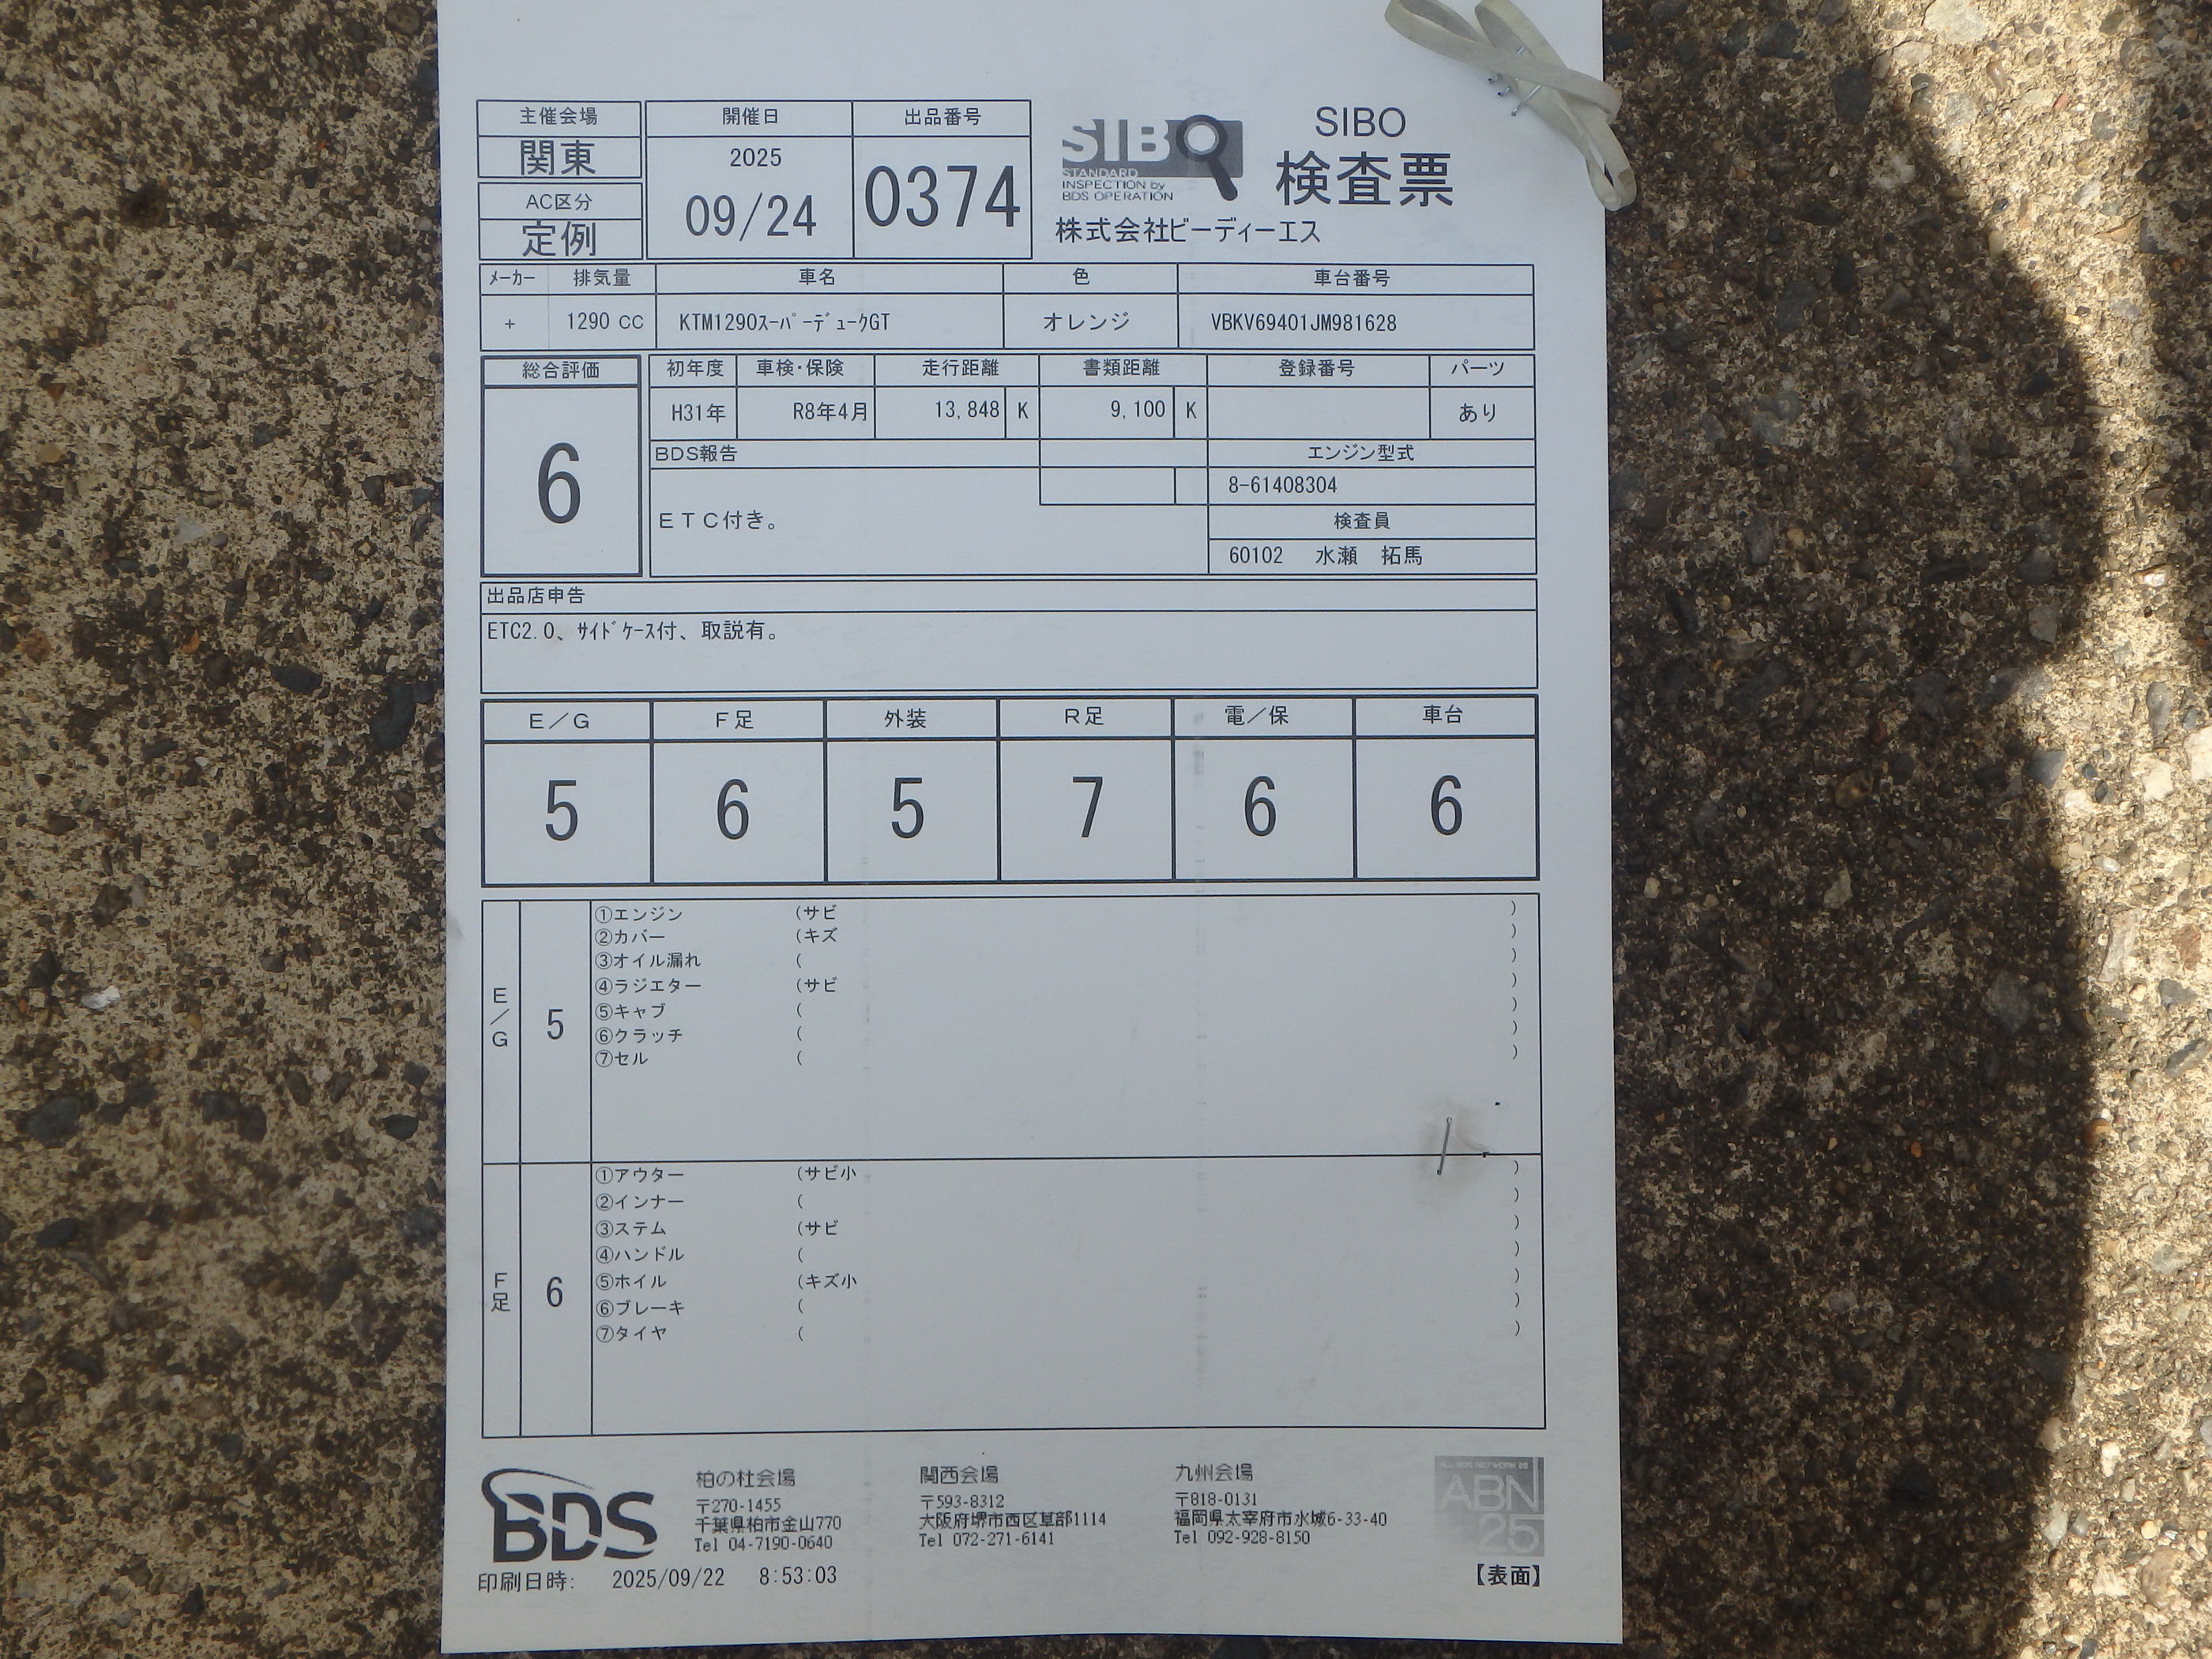 主催会場
関東
AC区分
定例
開催日
2025
09/24
出品番号
0374
SIBO
STANDARD
INSPECTION by
BDS OPERATION
SIBO
検査票
株式会社ビーディーエス
ﾒｰｶｰ 排気量 車名 色 車台番号
+ 1290 CC KTM1290ｽｰﾊﾟｰﾃﾞｭｰｸGT オレンジ VBKV69401JM981628
総合評価
6
初年度 車検・保険 走行距離 書類距離 登録番号 パーツ
H31年 R8年4月 13,848 K 9,100 K あり
BDS報告
ＥＴＣ付き。
エンジン型式
8-61408304
検査員
60102 水瀬 拓馬
出品店申告
ETC2.0、ｻｲﾄﾞｹｰｽ付、取説有。
Ｅ／Ｇ Ｆ足 外装 Ｒ足 電／保 車台
5 6 5 7 6 6
Ｅ／Ｇ
5
①エンジン (サビ )
②カバー (キズ )
③オイル漏れ ( )
④ラジエター (サビ )
⑤キャブ ( )
⑥クラッチ ( )
⑦セル ( )
Ｆ足
6
①アウター (サビ小 )
②インナー ( )
③ステム (サビ )
④ハンドル ( )
⑤ホイル (キズ小 )
⑥ブレーキ ( )
⑦タイヤ ( )
BDS
柏の杜会場
〒270-1455
千葉県柏市金山770
Tel 04-7190-0640
関西会場
〒593-8312
大阪府堺市西区草部1114
Tel 072-271-6141
九州会場
〒818-0131
福岡県太宰府市水城6-33-40
Tel 092-928-8150
ALL BDS NETWORK 25
ABN
25
印刷日時: 2025/09/22 8:53:03
【表面】